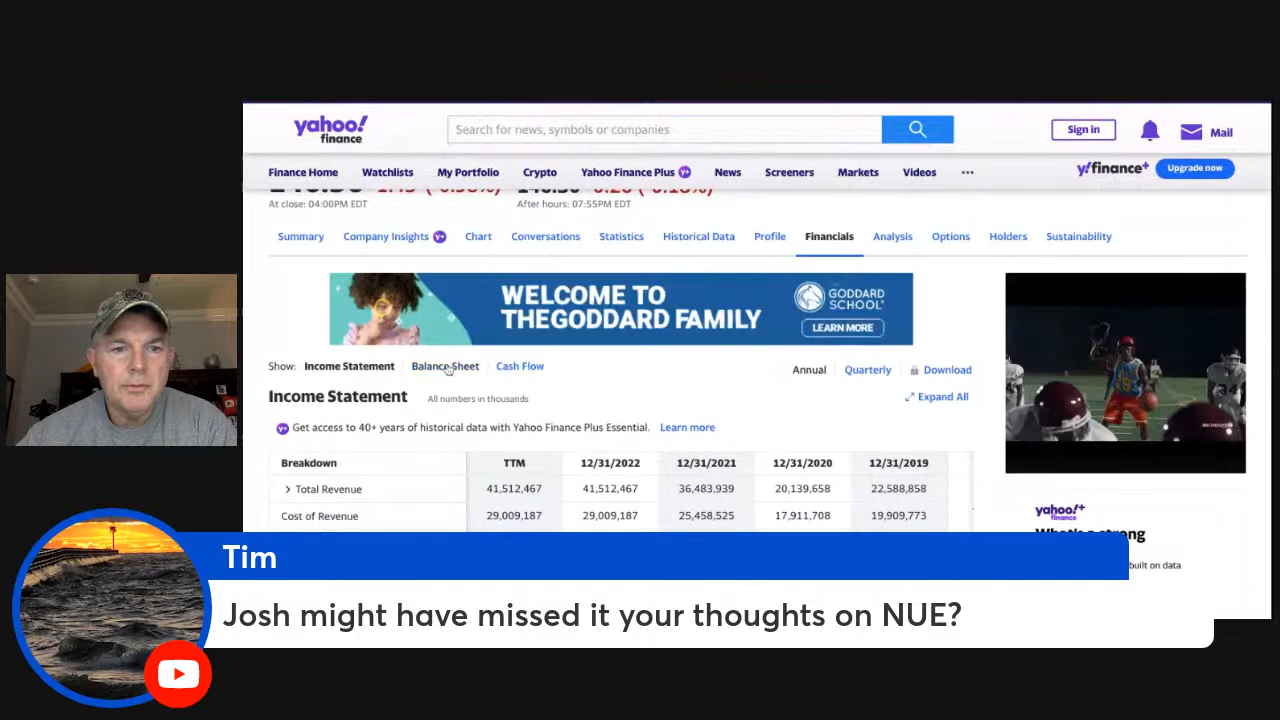 yahoo!
finance
Search for news, symbols or companies
Sign in
Mail
Finance Home
Watchlists
My Portfolio
Crypto
Yahoo Finance Plus
News
Screeners
Markets
Videos
...
y!finance+
Upgrade now
At close: 04:00PM EDT
After hours: 07:55PM EDT
Summary
Company Insights
Chart
Conversations
Statistics
Historical Data
Profile
Financials
Analysis
Options
Holders
Sustainability
WELCOME TO
THEGODDARD FAMILY
GODDARD
SCHOOL
LEARN MORE
Show: Income Statement
Balance Sheet
Cash Flow
Annual
Quarterly
Download
Income Statement
All numbers in thousands
Expand All
Get access to 40+ years of historical data with Yahoo Finance Plus Essential. Learn more
Breakdown TTM 12/31/2022 12/31/2021 12/31/2020 12/31/2019
Total Revenue 41,512,467 41,512,467 36,483,939 20,139,658 22,588,858
Cost of Revenue 29,009,187 29,009,187 25,458,525 17,911,708 19,909,773
yahoo!+
finance
built on data
Tim
Josh might have missed it your thoughts on NUE?